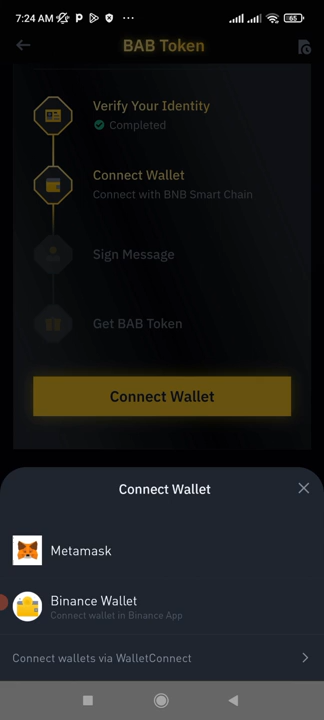 7:24 AM
65
BAB Token
Verify Your Identity
Completed
Connect Wallet
Connect with BNB Smart Chain
Sign Message
Get BAB Token
Connect Wallet
Connect Wallet
Metamask
Binance Wallet
Connect wallet in Binance App
Connect wallets via WalletConnect